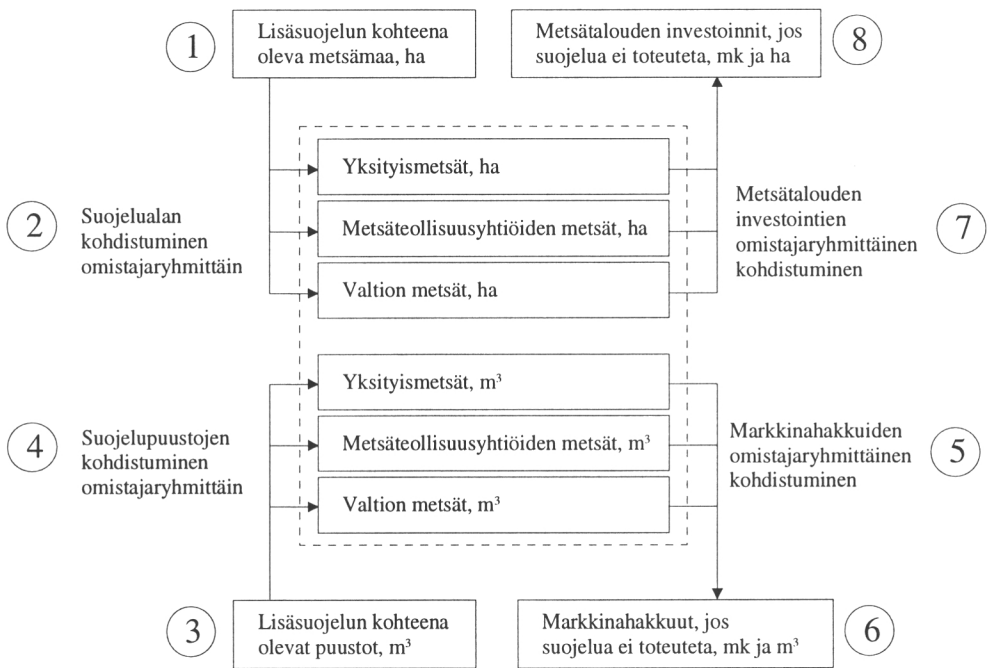 1
Lisäsuojelun kohteena
oleva metsämaa, ha
Metsätalouden investoinnit, jos
suojelua ei toteuteta, mk ja ha
8
2
Suojelualan
kohdistuminen
omistajaryhmittäin
Yksityismetsät, ha
Metsäteollisuusyhtiöiden metsät, ha
Valtion metsät, ha
Metsätalouden
investointien
omistajaryhmittäinen
kohdistuminen
7
4
Suojelupuustojen
kohdistuminen
omistajaryhmittäin
Yksityismetsät, m³
Metsäteollisuusyhtiöiden metsät, m³
Valtion metsät, m³
Markkinahakkuiden
omistajaryhmittäinen
kohdistuminen
5
3
Lisäsuojelun kohteena
olevat puustot, m³
Markkinahakkuut, jos
suojelua ei toteuteta, mk ja m³
6